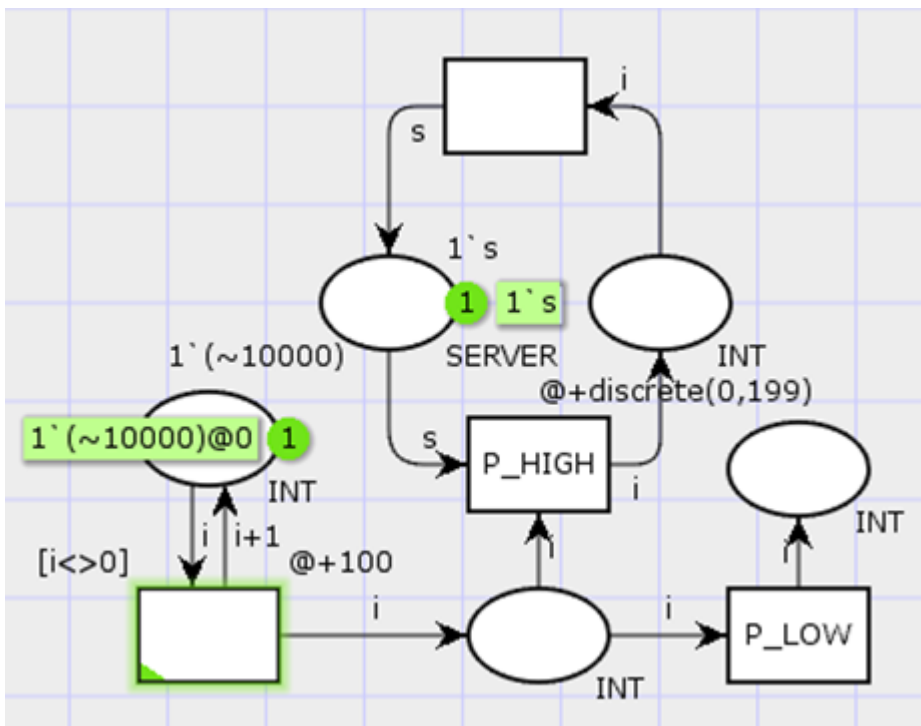 i
s
1`s
1
1`s
1`(~10000)
SERVER
INT
@+discrete(0,199)
1`(~10000)@0
1
s
P_HIGH
i
INT
INT
i
i+1
[i<>0]
@+100
i
i
i
i
P_LOW
INT